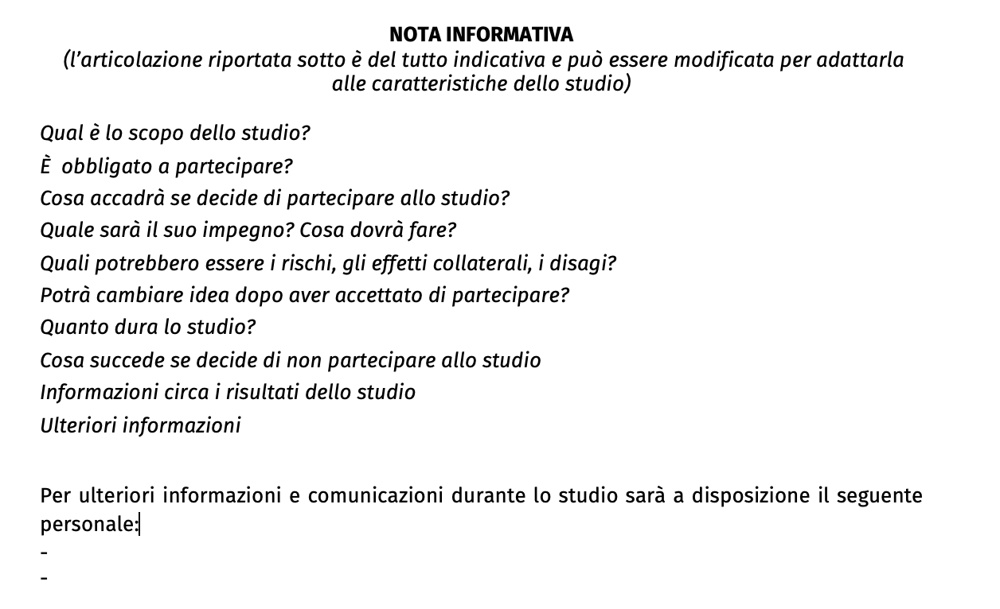 NOTA INFORMATIVA
(l’articolazione riportata sotto è del tutto indicativa e può essere modificata per adattarla
alle caratteristiche dello studio)
Qual è lo scopo dello studio?
È  obbligato a partecipare?
Cosa accadrà se decide di partecipare allo studio?
Quale sarà il suo impegno? Cosa dovrà fare?
Quali potrebbero essere i rischi, gli effetti collaterali, i disagi?
Potrà cambiare idea dopo aver accettato di partecipare?
Quanto dura lo studio?
Cosa succede se decide di non partecipare allo studio
Informazioni circa i risultati dello studio
Ulteriori informazioni
Per ulteriori informazioni e comunicazioni durante lo studio sarà a disposizione il seguente
personale:
-
-